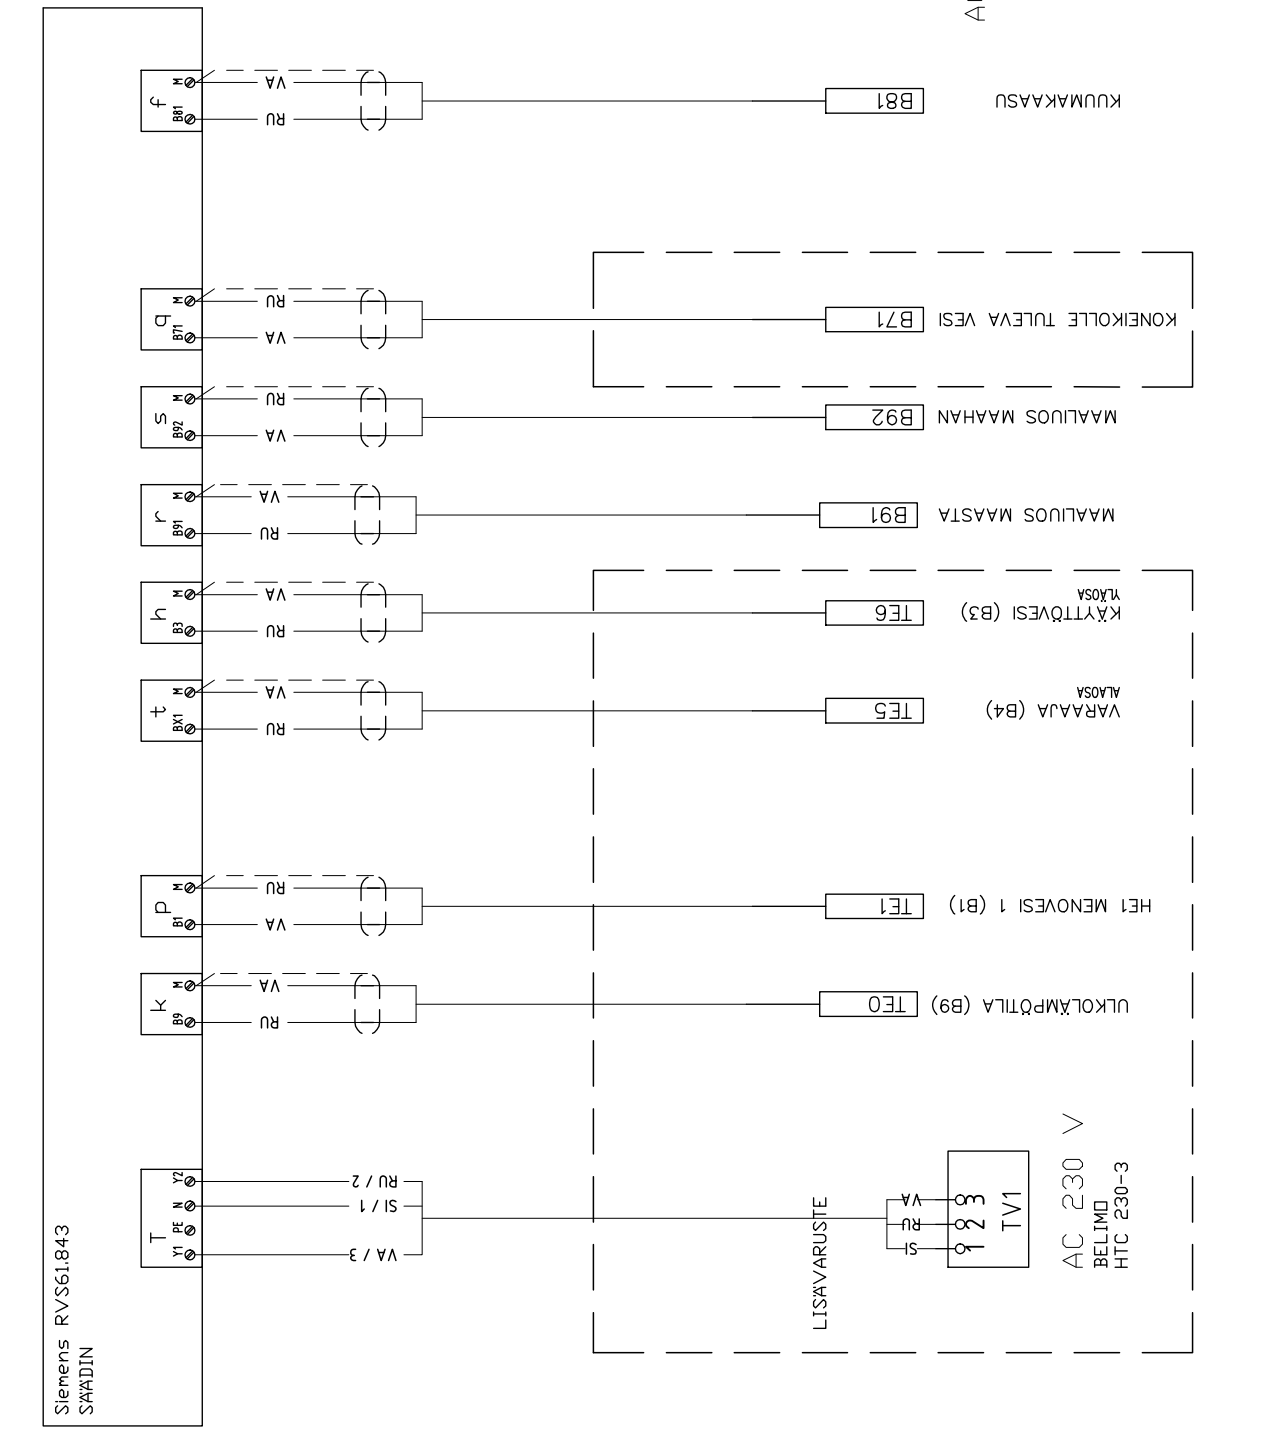 AI
f
M
B81
VA
RU
B81
KUUMAKAASU
q
M
B71
RU
VA
B71
KONEIKOLLE TULEVA VESI
s
M
B92
RU
VA
B92
MAALIUOS MAAHAN
r
M
B91
VA
RU
B91
MAALIUOS MAASTA
h
M
B3
VA
RU
TE6
KÄYTTÖVESI (B3)
YLÄOSA
t
M
BX1
VA
RU
TE5
VARAAJA (B4)
ALAOSA
p
M
B1
RU
VA
TE1
HE1 MENOVESI 1 (B1)
k
M
B9
VA
RU
TE0
ULKOLÄMPÖTILA (B9)
T
Y2
N
PE
Y1
RU / 2
SI / 1
VA / 3
LISÄVARUSTE
VA
RU
SI
3
2
1
TV1
AC 230 V
BELIMO
HTC 230-3
Siemens RVS61.843
SÄÄDIN